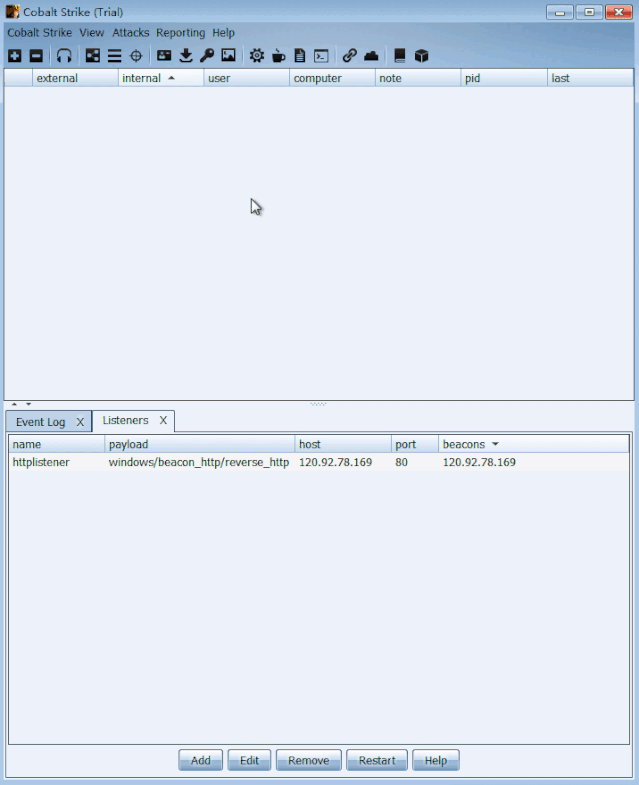 Cobalt Strike (Trial)
Cobalt Strike View Attacks Reporting Help
external internal user computer note pid last
Event Log X Listeners X
name payload host port beacons
httplistener windows/beacon_http/reverse_http 120.92.78.169 80 120.92.78.169
Add Edit Remove Restart Help